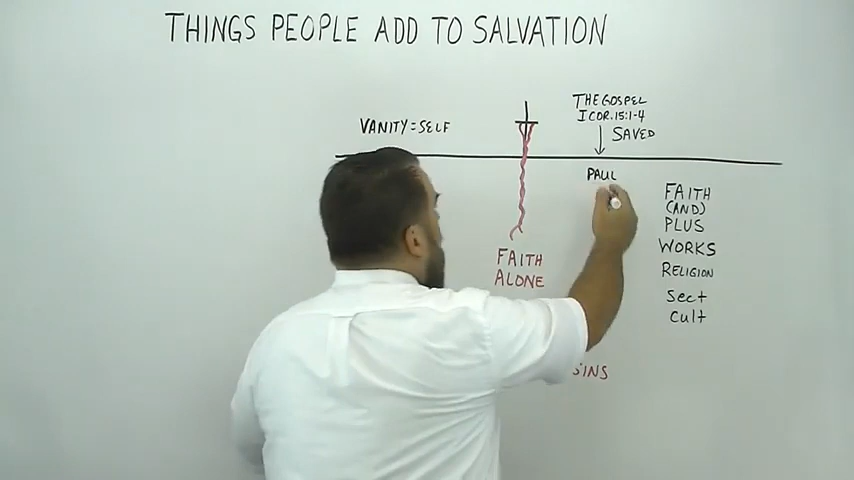 THINGS PEOPLE ADD TO SALVATION
THE GOSPEL
I COR. 15:1-4
SAVED
VANITY = SELF
PAUL
FAITH
(AND)
PLUS
WORKS
RELIGION
Sect
Cult
FAITH
ALONE
SINS